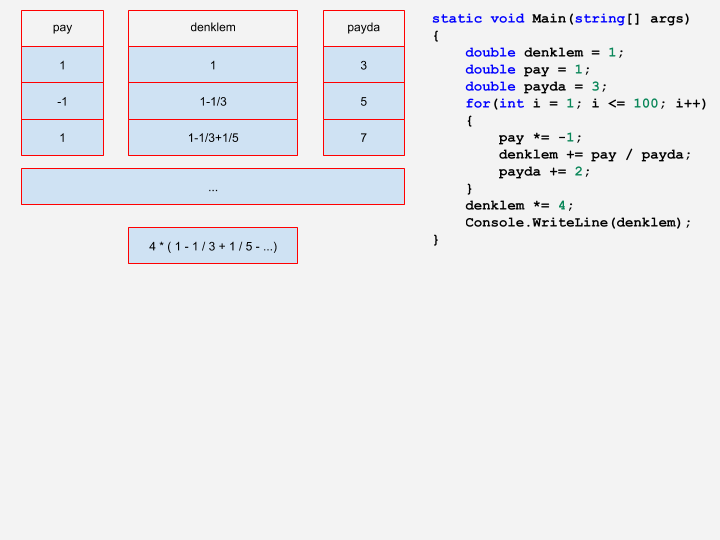 pay denklem payda
1 1 3
-1 1-1/3 5
1 1-1/3+1/5 7
...
4 * ( 1 - 1 / 3 + 1 / 5 - ...)
static void Main(string[] args)
{
    double denklem = 1;
    double pay = 1;
    double payda = 3;
    for(int i = 1; i <= 100; i++)
    {
        pay *= -1;
        denklem += pay / payda;
        payda += 2;
    }
    denklem *= 4;
    Console.WriteLine(denklem);
}